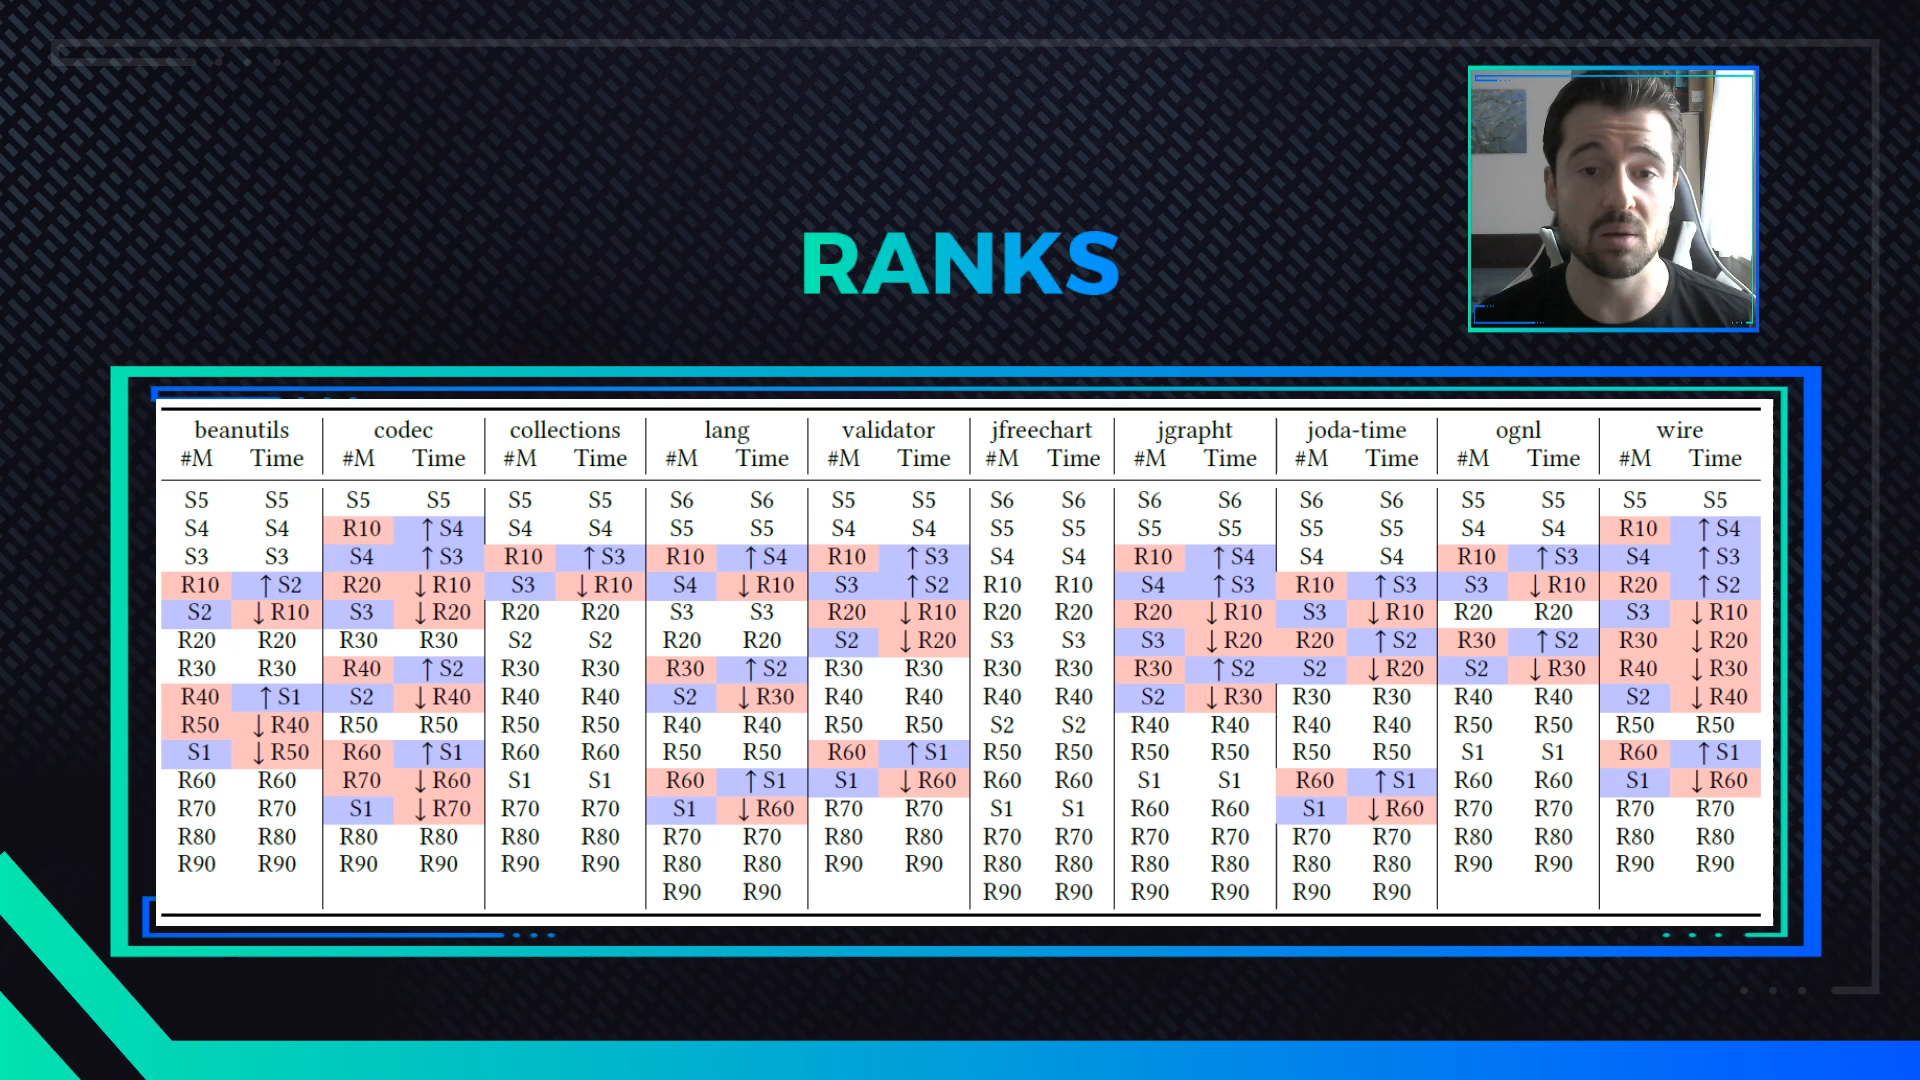 RANKS
beanutils codec collections lang validator jfreechart jgrapht joda-time ognl wire
#M Time #M Time #M Time #M Time #M Time #M Time #M Time #M Time #M Time #M Time
S5 S5 S5 S5 S5 S5 S6 S6 S5 S5 S6 S6 S6 S6 S6 S6 S5 S5 S5 S5
S4 S4 R10 ↑ S4 S4 S4 S5 S5 S4 S4 S5 S5 S5 S5 S5 S5 S4 S4 R10 ↑ S4
S3 S3 S4 ↑ S3 R10 ↑ S3 R10 ↑ S4 R10 ↑ S3 S4 S4 R10 ↑ S4 S4 S4 R10 ↑ S3 S4 ↑ S3
R10 ↑ S2 R20 ↓ R10 S3 ↓ R10 S4 ↓ R10 S3 ↑ S2 R10 R10 S4 ↑ S3 R10 ↑ S3 S3 ↓ R10 R20 ↑ S2
S2 ↓ R10 S3 ↓ R20 R20 R20 S3 S3 R20 ↓ R10 R20 R20 R20 ↓ R10 S3 ↓ R10 R20 R20 S3 ↓ R10
R20 R20 R30 R30 S2 S2 R20 R20 S2 ↓ R20 S3 S3 S3 ↓ R20 R20 ↑ S2 R30 ↑ S2 R30 ↓ R20
R30 R30 R40 ↑ S2 R30 R30 R30 ↑ S2 R30 R30 R30 R30 R30 ↑ S2 S2 ↓ R20 S2 ↓ R30 R40 ↓ R30
R40 ↑ S1 S2 ↓ R40 R40 R40 S2 ↓ R30 R40 R40 R40 R40 S2 ↓ R30 R30 R30 R40 R40 S2 ↓ R40
R50 ↓ R40 R50 R50 R50 R50 R40 R40 R50 R50 S2 S2 R40 R40 R40 R40 R50 R50 R50 R50
S1 ↓ R50 R60 ↑ S1 R60 R60 R50 R50 R60 ↑ S1 R50 R50 R50 R50 R50 R50 S1 S1 R60 ↑ S1
R60 R60 R70 ↓ R60 S1 S1 R60 ↑ S1 S1 ↓ R60 R60 R60 S1 S1 R60 ↑ S1 R60 R60 S1 ↓ R60
R70 R70 S1 ↓ R70 R70 R70 S1 ↓ R60 R70 R70 S1 S1 R60 R60 S1 ↓ R60 R70 R70 R70 R70
R80 R80 R80 R80 R80 R80 R70 R70 R80 R80 R70 R70 R70 R70 R70 R70 R80 R80 R80 R80
R90 R90 R90 R90 R90 R90 R80 R80 R90 R90 R80 R80 R80 R80 R80 R80 R90 R90 R90 R90
R90 R90 R90 R90 R90 R90 R90 R90